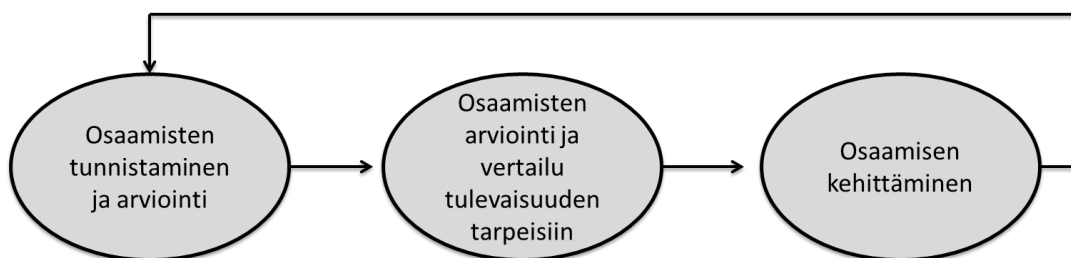 Osaamisten
tunnistaminen
ja arviointi
Osaamisten
arviointi ja
vertailu
tulevaisuuden
tarpeisiin
Osaamisen
kehittäminen